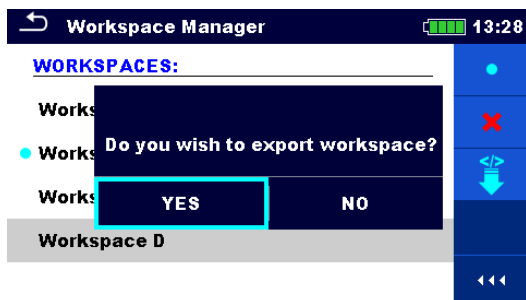 Workspace Manager 13:28
WORKSPACES:
Works
Do you wish to export workspace?
Works
Works
YES NO
Workspace D